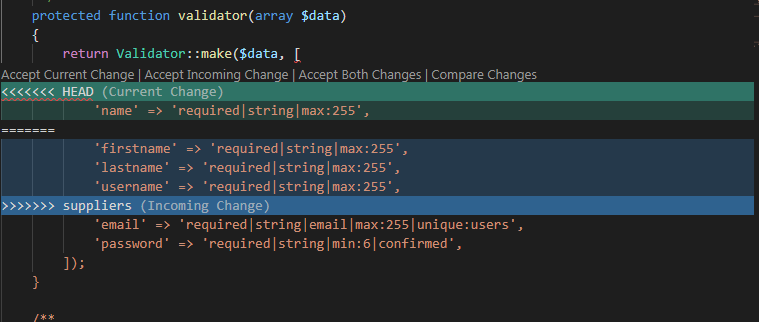 protected function validator(array $data)
{
return Validator::make($data, [
Accept Current Change | Accept Incoming Change | Accept Both Changes | Compare Changes
<<<<<<< HEAD (Current Change)
'name' => 'required|string|max:255',
=======
'firstname' => 'required|string|max:255',
'lastname' => 'required|string|max:255',
'username' => 'required|string|max:255',
>>>>>>> suppliers (Incoming Change)
'email' => 'required|string|email|max:255|unique:users',
'password' => 'required|string|min:6|confirmed',
]);
}
/**